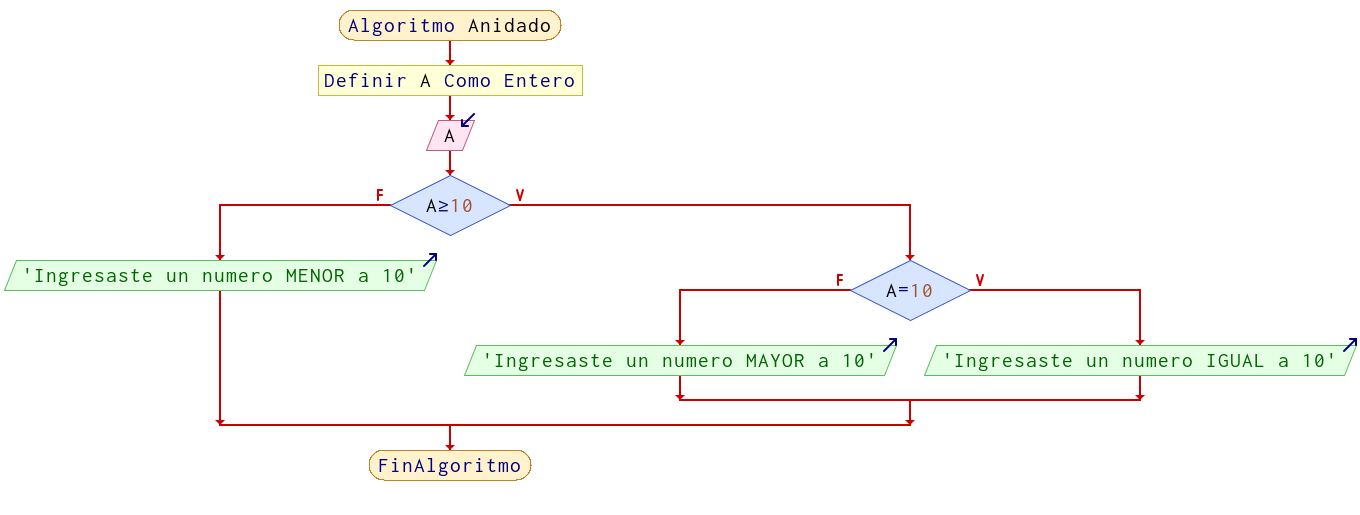 Algoritmo Anidado
Definir A Como Entero
A
F
A≥10
V
'Ingresaste un numero MENOR a 10'
F
A=10
V
'Ingresaste un numero MAYOR a 10'
'Ingresaste un numero IGUAL a 10'
FinAlgoritmo